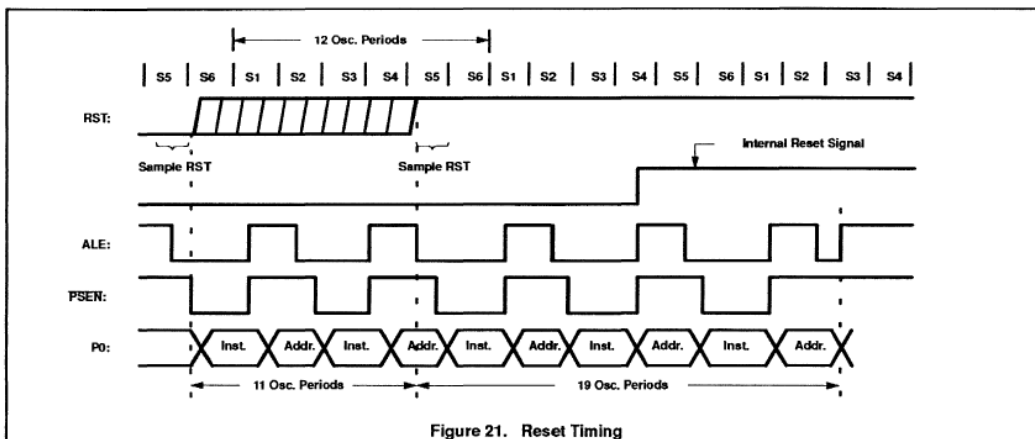 12 Osc. Periods
S5 S6 S1 S2 S3 S4 S5 S6 S1 S2 S3 S4 S5 S6 S1 S2 S3 S4
RST:
Sample RST Sample RST
Internal Reset Signal
ALE:
PSEN:
P0: Inst. Addr. Inst. Addr. Inst. Addr. Inst. Addr. Inst. Addr.
11 Osc. Periods 19 Osc. Periods
Figure 21. Reset Timing